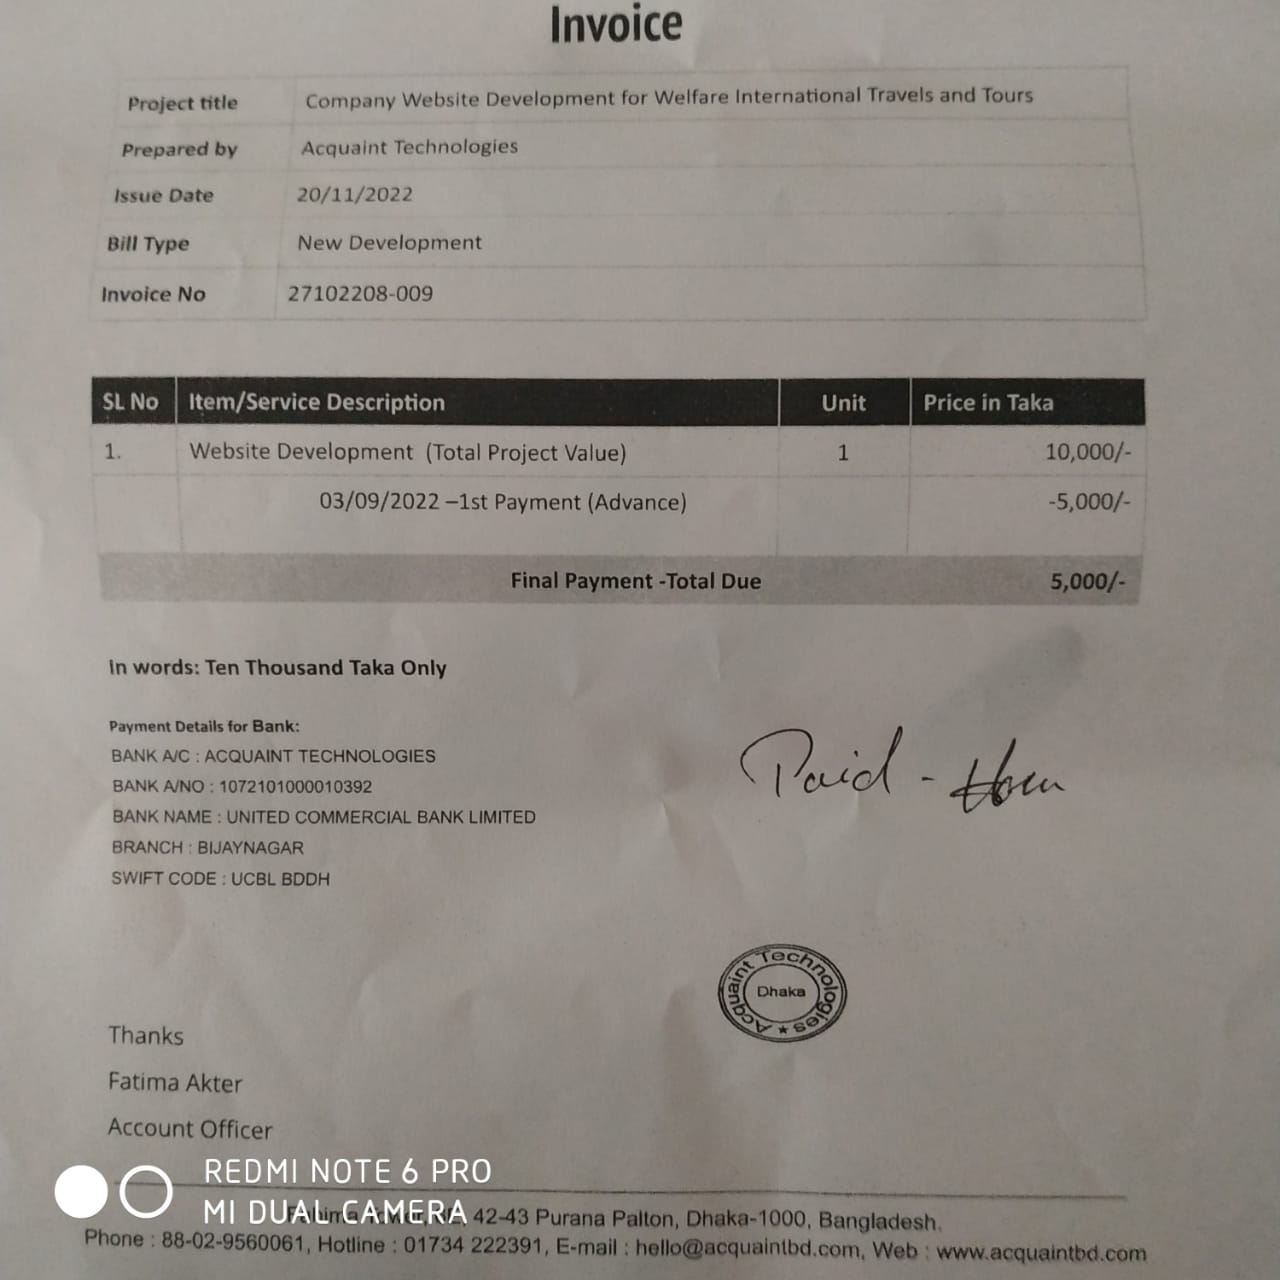 Invoice
Project title Company Website Development for Welfare International Travels and Tours
Prepared by Acquaint Technologies
Issue Date 20/11/2022
Bill Type New Development
Invoice No 27102208-009
SL No Item/Service Description Unit Price in Taka
1. Website Development (Total Project Value) 1 10,000/-
03/09/2022 –1st Payment (Advance) -5,000/-
Final Payment -Total Due 5,000/-
In words: Ten Thousand Taka Only
Payment Details for Bank:
BANK A/C : ACQUAINT TECHNOLOGIES
BANK A/NO : 1072101000010392
BANK NAME : UNITED COMMERCIAL BANK LIMITED
BRANCH : BIJAYNAGAR
SWIFT CODE : UCBL BDDH
Paid -
Acquaint Technologies ★
Dhaka
Thanks
Fatima Akter
Account Officer
REDMI NOTE 6 PRO
MI DUAL CAMERA
42-43 Purana Palton, Dhaka-1000, Bangladesh.
Phone : 88-02-9560061, Hotline : 01734 222391, E-mail : hello@acquaintbd.com, Web : www.acquaintbd.com